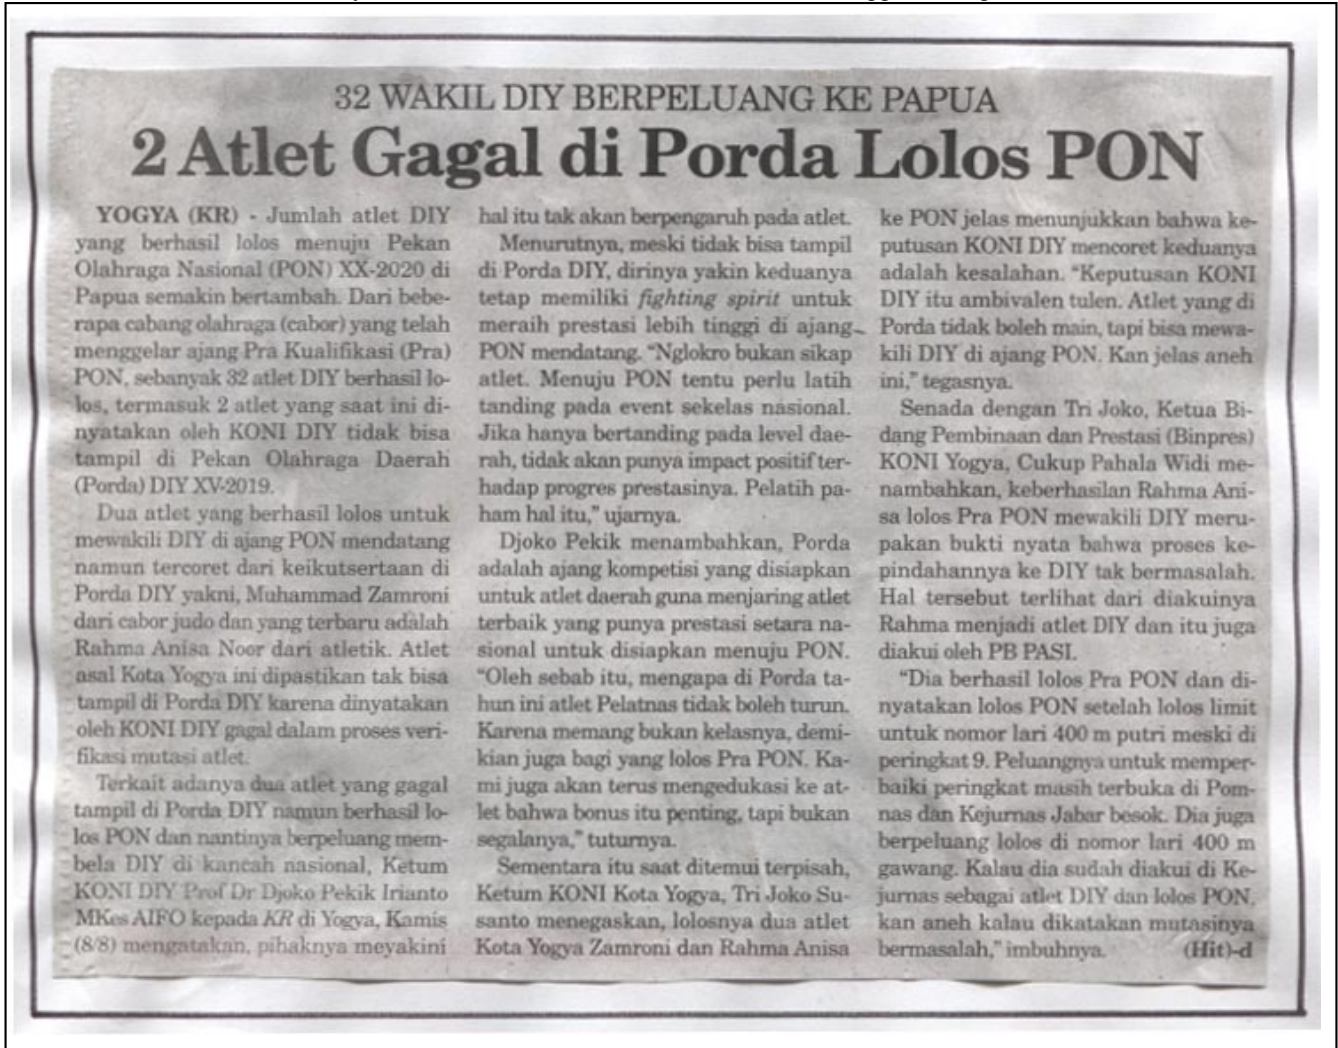 32 WAKIL DIY BERPELUANG KE PAPUA
2 Atlet Gagal di Porda Lolos PON
YOGYA (KR) - Jumlah atlet DIY
yang berhasil lolos menuju Pekan
Olahraga Nasional (PON) XX-2020 di
Papua semakin bertambah. Dari bebe-
rapa cabang olahraga (cabor) yang telah
menggelar ajang Pra Kualifikasi (Pra)
PON, sebanyak 32 atlet DIY berhasil lo-
los, termasuk 2 atlet yang saat ini di-
nyatakan oleh KONI DIY tidak bisa
tampil di Pekan Olahraga Daerah
(Porda) DIY XV-2019.
Dua atlet yang berhasil lolos untuk
mewakili DIY di ajang PON mendatang
namun tercoret dari keikutsertaan di
Porda DIY yakni, Muhammad Zamroni
dari cabor judo dan yang terbaru adalah
Rahma Anisa Noor dari atletik. Atlet
asal Kota Yogya ini dipastikan tak bisa
tampil di Porda DIY karena dinyatakan
oleh KONI DIY gagal dalam proses veri-
fikasi mutasi atlet.
Terkait adanya dua atlet yang gagal
tampil di Porda DIY namun berhasil lo-
los PON dan nantinya berpeluang mem-
bela DIY di kancah nasional, Ketum
KONI DIY Prof Dr Djoko Pekik Irianto
MKes AIFO kepada KR di Yogya, Kamis
(8/8) mengatakan, pihaknya meyakini
hal itu tak akan berpengaruh pada atlet.
Menurutnya, meski tidak bisa tampil
di Porda DIY, dirinya yakin keduanya
tetap memiliki fighting spirit untuk
meraih prestasi lebih tinggi di ajang
PON mendatang. “Nglokro bukan sikap
atlet. Menuju PON tentu perlu latih
tanding pada event sekelas nasional.
Jika hanya bertanding pada level dae-
rah, tidak akan punya impact positif ter-
hadap progres prestasinya. Pelatih pa-
ham hal itu,” ujarnya.
Djoko Pekik menambahkan, Porda
adalah ajang kompetisi yang disiapkan
untuk atlet daerah guna menjaring atlet
terbaik yang punya prestasi setara na-
sional untuk disiapkan menuju PON.
“Oleh sebab itu, mengapa di Porda ta-
hun ini atlet Pelatnas tidak boleh turun.
Karena memang bukan kelasnya, demi-
kian juga bagi yang lolos Pra PON. Ka-
mi juga akan terus mengedukasi ke at-
let bahwa bonus itu penting, tapi bukan
segalanya,” tuturnya.
Sementara itu saat ditemui terpisah,
Ketum KONI Kota Yogya, Tri Joko Su-
santo menegaskan, lolosnya dua atlet
Kota Yogya Zamroni dan Rahma Anisa
ke PON jelas menunjukkan bahwa ke-
putusan KONI DIY mencoret keduanya
adalah kesalahan. “Keputusan KONI
DIY itu ambivalen tulen. Atlet yang di
Porda tidak boleh main, tapi bisa mewa-
kili DIY di ajang PON. Kan jelas aneh
ini,” tegasnya.
Senada dengan Tri Joko, Ketua Bi-
dang Pembinaan dan Prestasi (Binpres)
KONI Yogya, Cukup Pahala Widi me-
nambahkan, keberhasilan Rahma Ani-
sa lolos Pra PON mewakili DIY meru-
pakan bukti nyata bahwa proses ke-
pindahannya ke DIY tak bermasalah.
Hal tersebut terlihat dari diakuinya
Rahma menjadi atlet DIY dan itu juga
diakui oleh PB PASI.
“Dia berhasil lolos Pra PON dan di-
nyatakan lolos PON setelah lolos limit
untuk nomor lari 400 m putri meski di
peringkat 9. Peluangnya untuk memper-
baiki peringkat masih terbuka di Pom-
nas dan Kejurnas Jabar besok. Dia juga
berpeluang lolos di nomor lari 400 m
gawang. Kalau dia sudah diakui di Ke-
jurnas sebagai atlet DIY dan lolos PON,
kan aneh kalau dikatakan mutasinya
bermasalah,” imbuhnya. (Hit)-d